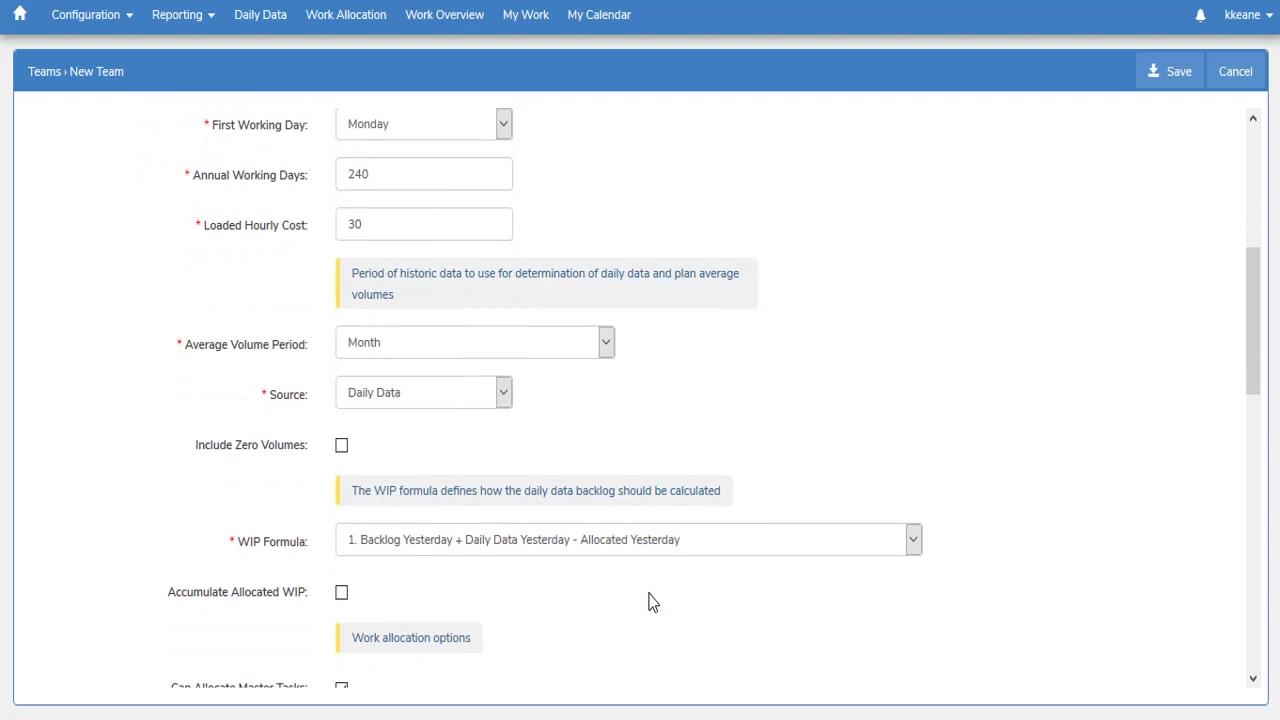 Configuration Reporting Daily Data Work Allocation Work Overview My Work My Calendar kkeane
Teams › New Team Save Cancel
* First Working Day: Monday
* Annual Working Days: 240
* Loaded Hourly Cost: 30
Period of historic data to use for determination of daily data and plan average
volumes
* Average Volume Period: Month
* Source: Daily Data
Include Zero Volumes:
The WIP formula defines how the daily data backlog should be calculated
* WIP Formula: 1. Backlog Yesterday + Daily Data Yesterday - Allocated Yesterday
Accumulate Allocated WIP:
Work allocation options
Can Allocate Master Tasks: